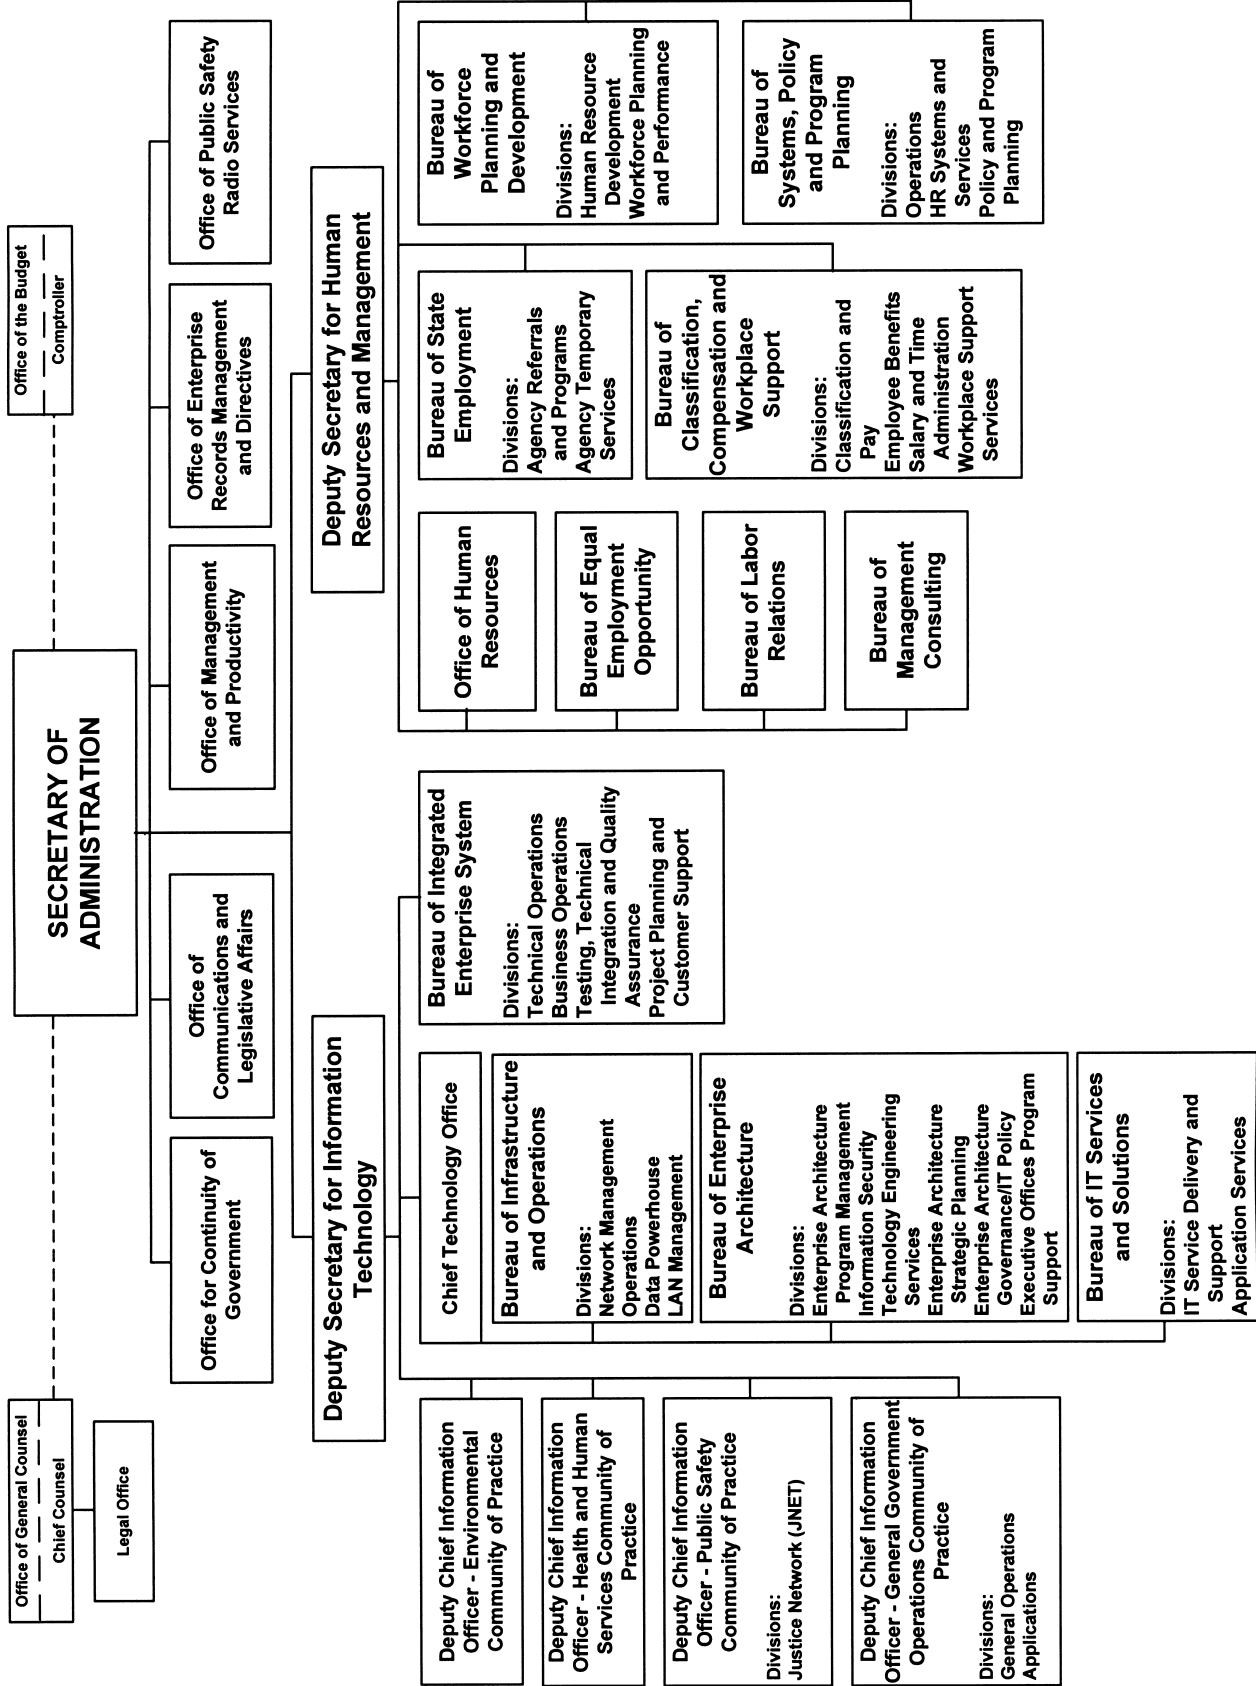 SECRETARY OF
ADMINISTRATION
Office of General Counsel
Chief Counsel
Legal Office
Office of the Budget
Comptroller
Office for Continuity of
Government
Office of
Communications and
Legislative Affairs
Office of Management
and Productivity
Office of Enterprise
Records Management
and Directives
Office of Public Safety
Radio Services
Deputy Secretary for Information
Technology
Deputy Chief Information
Officer - Environmental
Community of Practice
Deputy Chief Information
Officer - Health and Human
Services Community of
Practice
Deputy Chief Information
Officer - Public Safety
Community of Practice
Divisions:
Justice Network (JNET)
Deputy Chief Information
Officer - General Government
Operations Community of
Practice
Divisions:
General Operations
Applications
Chief Technology Office
Bureau of Infrastructure
and Operations
Divisions:
Network Management
Operations
Data Powerhouse
LAN Management
Bureau of Enterprise
Architecture
Divisions:
Enterprise Architecture
Program Management
Information Security
Technology Engineering
Services
Enterprise Architecture
Strategic Planning
Enterprise Architecture
Governance/IT Policy
Executive Offices Program
Support
Bureau of IT Services
and Solutions
Divisions:
IT Service Delivery and
Support
Application Services
Bureau of Integrated
Enterprise System
Divisions:
Technical Operations
Business Operations
Testing, Technical
Integration and Quality
Assurance
Project Planning and
Customer Support
Deputy Secretary for Human
Resources and Management
Office of Human
Resources
Bureau of Equal
Employment
Opportunity
Bureau of Labor
Relations
Bureau of
Management
Consulting
Bureau of State
Employment
Divisions:
Agency Referrals
and Programs
Agency Temporary
Services
Bureau of
Classification,
Compensation and
Workplace
Support
Divisions:
Classification and
Pay
Employee Benefits
Salary and Time
Administration
Workplace Support
Services
Bureau of
Workforce
Planning and
Development
Divisions:
Human Resource
Development
Workforce Planning
and Performance
Bureau of
Systems, Policy
and Program
Planning
Divisions:
Operations
HR Systems and
Services
Policy and Program
Planning